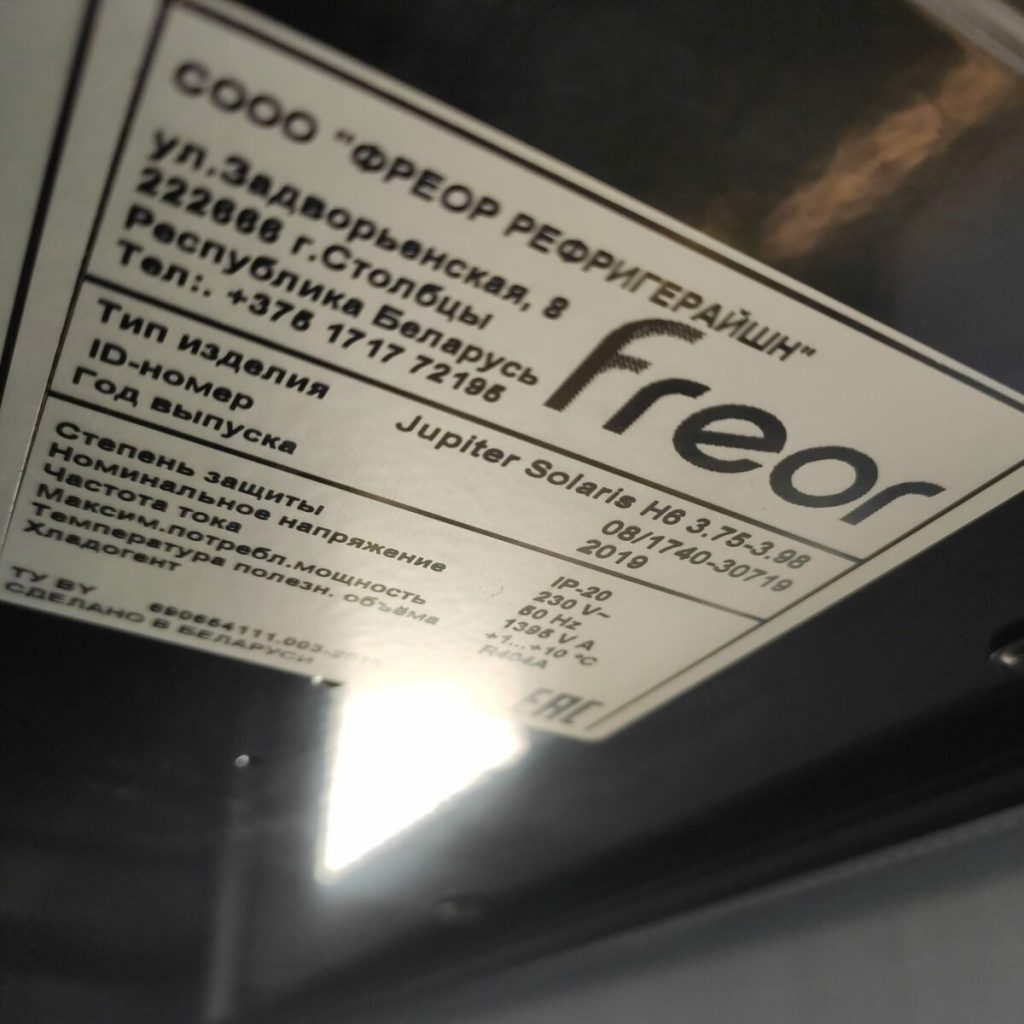 СООО "ФРЕОР РЕФРИГЕРАЙШН"
ул.Задворьенская, 8
222666 г.Столбцы
Республика Беларусь
Тел:. +375 1717 72195
freor
Тип изделия Jupiter Solaris H6 3.75-3.98
ID-номер 08/1740-30719
Год выпуска 2019
Степень защиты IP-20
Номинальное напряжение 230 V~
Частота тока 50 Hz
Максим.потребл.мощность 1395 V A
Температура полезн. объёма +1...+10 °C
Хладогент R404A
ТУ BY
СДЕЛАНО В БЕЛАРУСИ
EAC